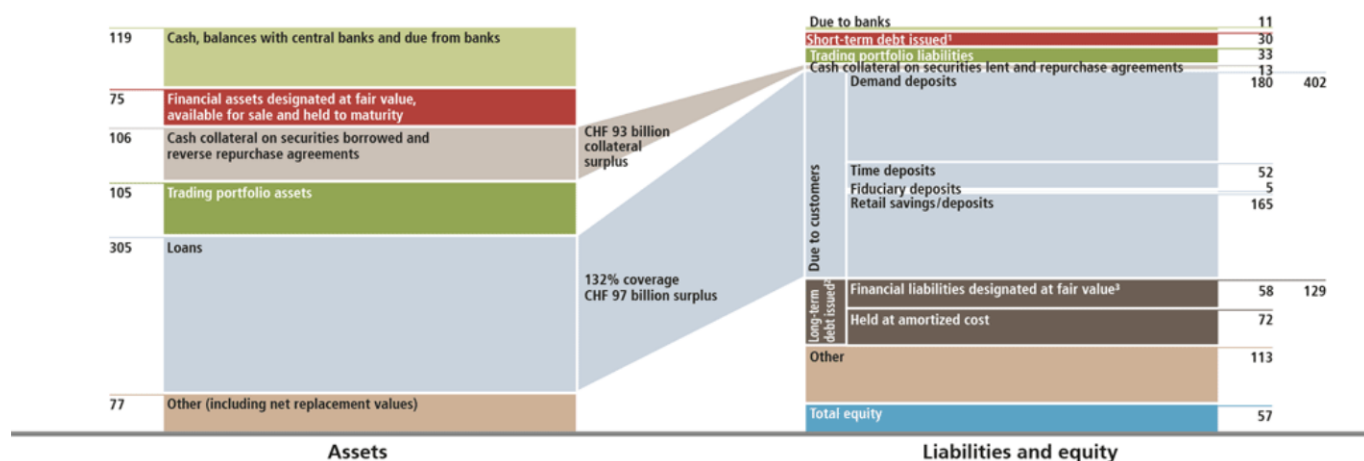 119 Cash, balances with central banks and due from banks
75 Financial assets designated at fair value,
available for sale and held to maturity
106 Cash collateral on securities borrowed and
reverse repurchase agreements
105 Trading portfolio assets
305 Loans
77 Other (including net replacement values)
Assets
CHF 93 billion
collateral
surplus
132% coverage
CHF 97 billion surplus
Due to banks 11
Short-term debt issued¹ 30
Trading portfolio liabilities 33
Cash collateral on securities lent and repurchase agreements 13
Due to customers
Demand deposits 180 402
Time deposits 52
Fiduciary deposits 5
Retail savings/deposits 165
Long-term
debt issued²
Financial liabilities designated at fair value³ 58 129
Held at amortized cost 72
Other 113
Total equity 57
Liabilities and equity